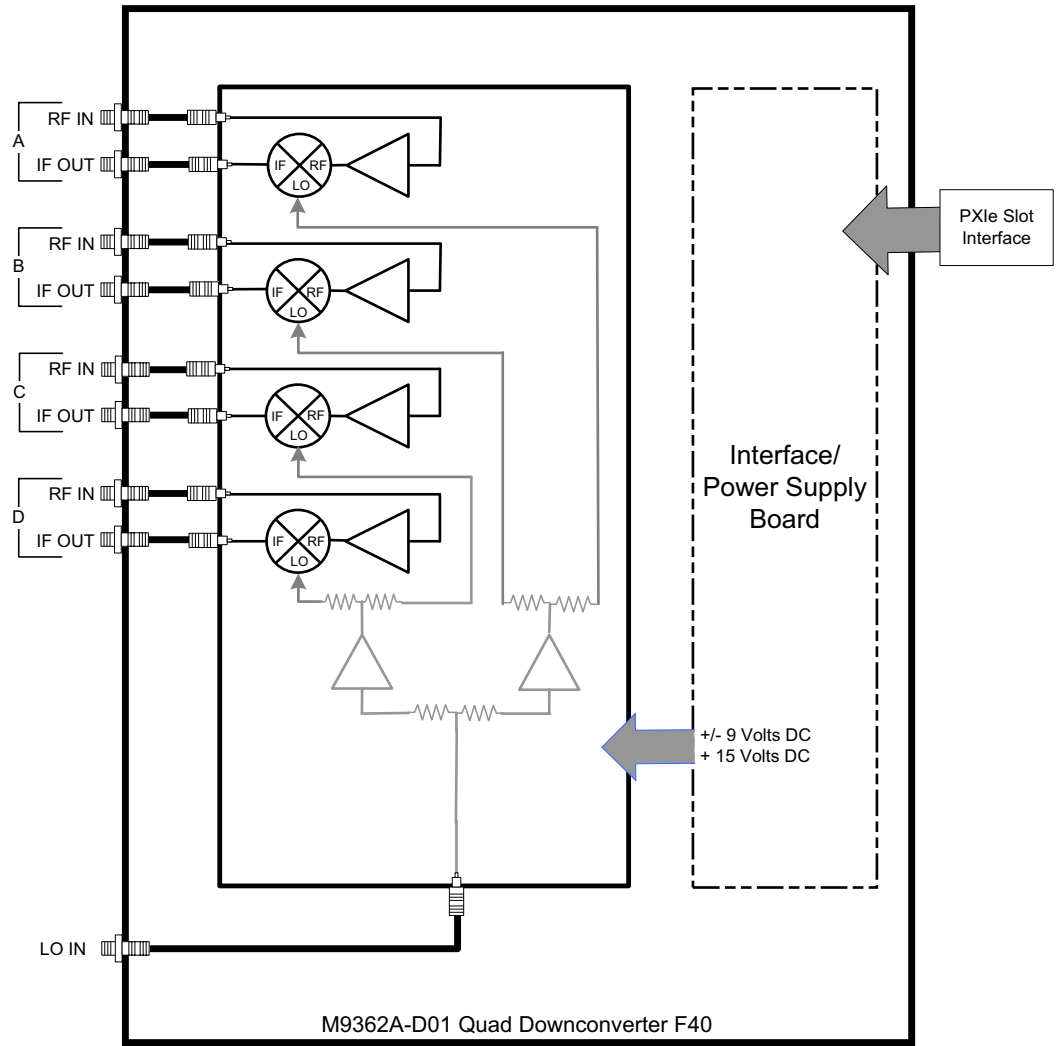 A
RF IN
IF OUT
IF
RF
LO
B
RF IN
IF OUT
IF
RF
LO
C
RF IN
IF OUT
IF
RF
LO
D
RF IN
IF OUT
IF
RF
LO
PXIe Slot
Interface
Interface/
Power Supply
Board
+/- 9 Volts DC
+ 15 Volts DC
LO IN
M9362A-D01 Quad Downconverter F40